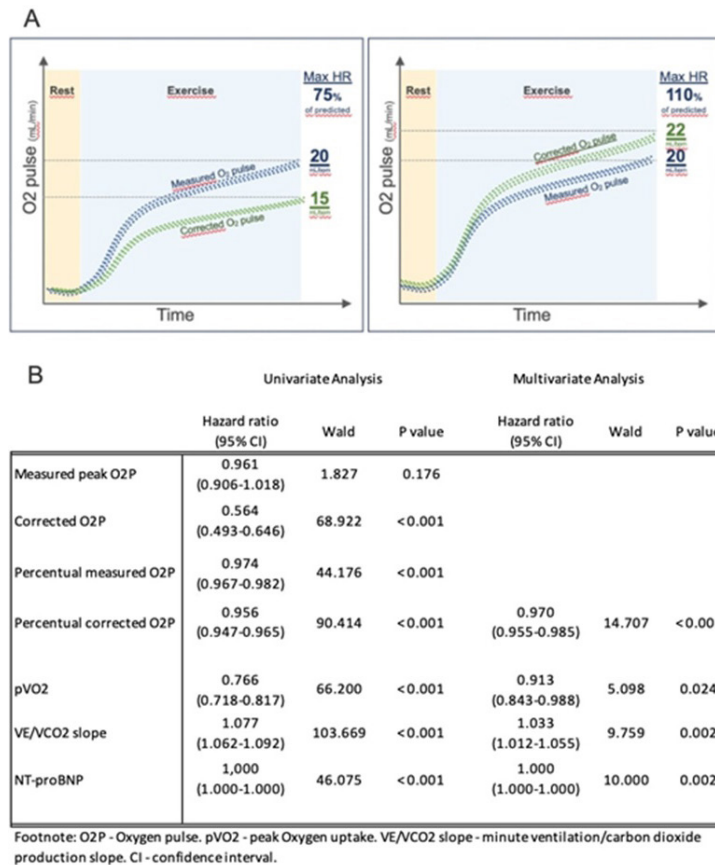 A
Max HR
Rest
Exercise
75%
of predicted
20
Measured O₂ pulse
15
Corrected O₂ pulse
O2 pulse (mL/min)
Time
Max HR
Rest
Exercise
110%
of predicted
22
Corrected O₂ pulse
20
Measured O₂ pulse
O2 pulse (mL/min)
Time
B
Univariate Analysis Multivariate Analysis
Hazard ratio (95% CI) Wald P value Hazard ratio (95% CI) Wald P value
Measured peak O2P 0.961 (0.906-1.018) 1.827 0.176
Corrected O2P 0.564 (0.493-0.646) 68.922 <0.001
Percentual measured O2P 0.974 (0.967-0.982) 44.176 <0.001
Percentual corrected O2P 0.956 (0.947-0.965) 90.414 <0.001 0.970 (0.955-0.985) 14.707 <0.00
pVO2 0.766 (0.718-0.817) 66.200 <0.001 0.913 (0.843-0.988) 5.098 0.024
VE/VCO2 slope 1.077 (1.062-1.092) 103.669 <0.001 1.033 (1.012-1.055) 9.759 0.002
NT-proBNP 1,000 (1.000-1.000) 46.075 <0.001 1.000 (1.000-1.000) 10.000 0.002
Footnote: O2P - Oxygen pulse. pVO2 - peak Oxygen uptake. VE/VCO2 slope - minute ventilation/carbon dioxide
production slope. CI - confidence interval.